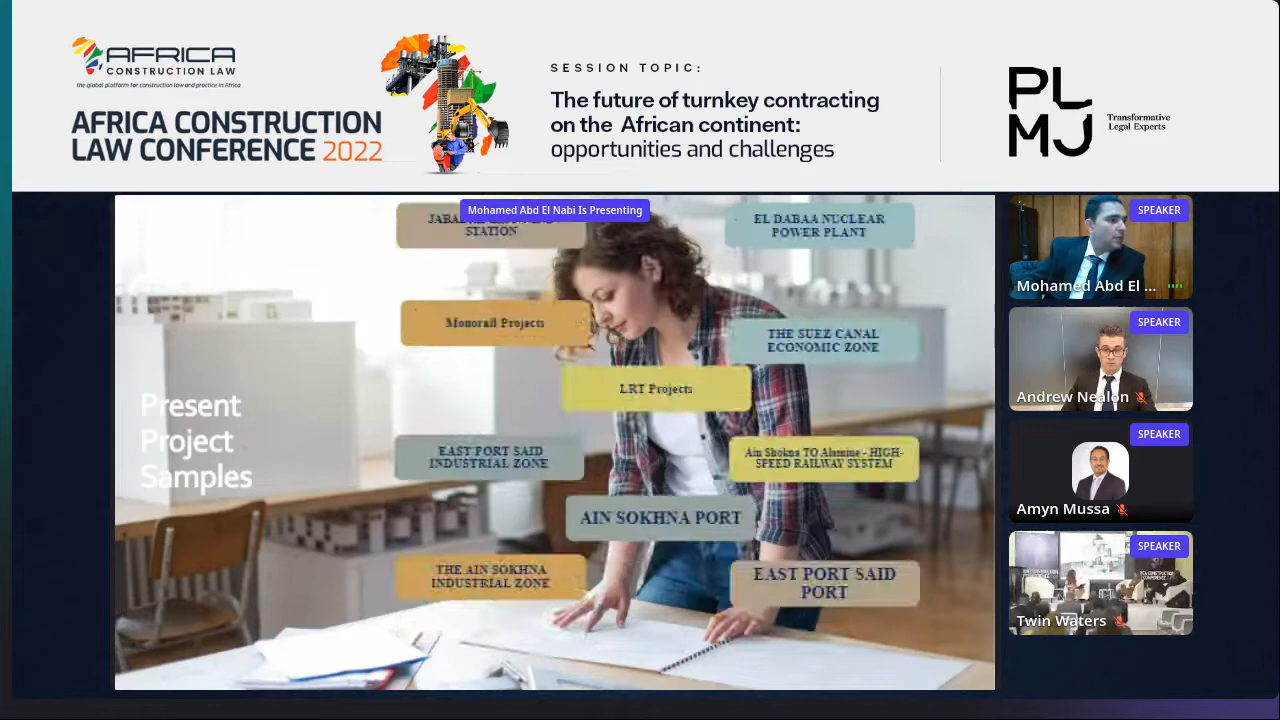 AFRICA
CONSTRUCTION LAW
the global platform for construction law and practice in Africa
AFRICA CONSTRUCTION
LAW CONFERENCE 2022
SESSION TOPIC:
The future of turnkey contracting
on the African continent:
opportunities and challenges
PL
MJ
Transformative
Legal Experts
Mohamed Abd El Nabi Is Presenting
STATION
EL DABAA NUCLEAR
POWER PLANT
Monorail Projects
THE SUEZ CANAL
ECONOMIC ZONE
LRT Projects
Present
Project
Samples
EAST PORT SAID
INDUSTRIAL ZONE
Ain Shokna TO Alamine - HIGH-
SPEED RAILWAY SYSTEM
AIN SOKHNA PORT
THE AIN SOKHNA
INDUSTRIAL ZONE
EAST PORT SAID
PORT
SPEAKER
Mohamed Abd El ...
SPEAKER
Andrew Nealon
SPEAKER
Amyn Mussa
SPEAKER
Twin Waters